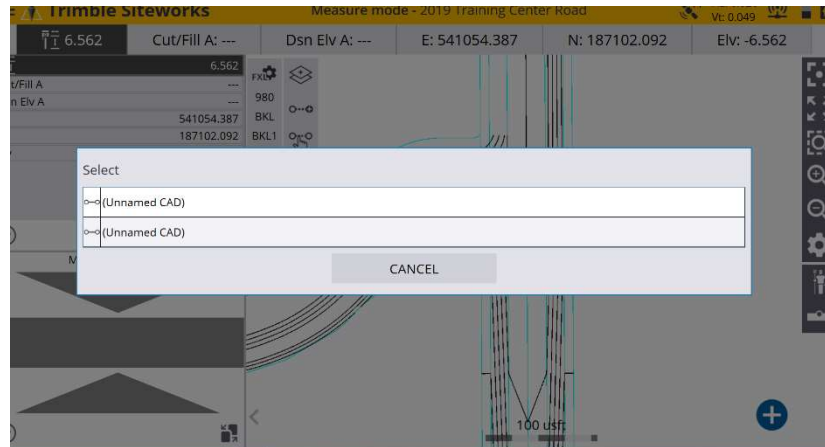 Trimble Siteworks
Measure mode - 2019 Training Center Road
Vt: 0.049
6.562
Cut/Fill A: ---
Dsn Elv A: ---
E: 541054.387
N: 187102.092
Elv: -6.562
6.562
t/Fill A ---
n Elv A ---
541054.387
187102.092
FXL
980
BKL
BKL1
Select
(Unnamed CAD)
(Unnamed CAD)
CANCEL
M
100 usft